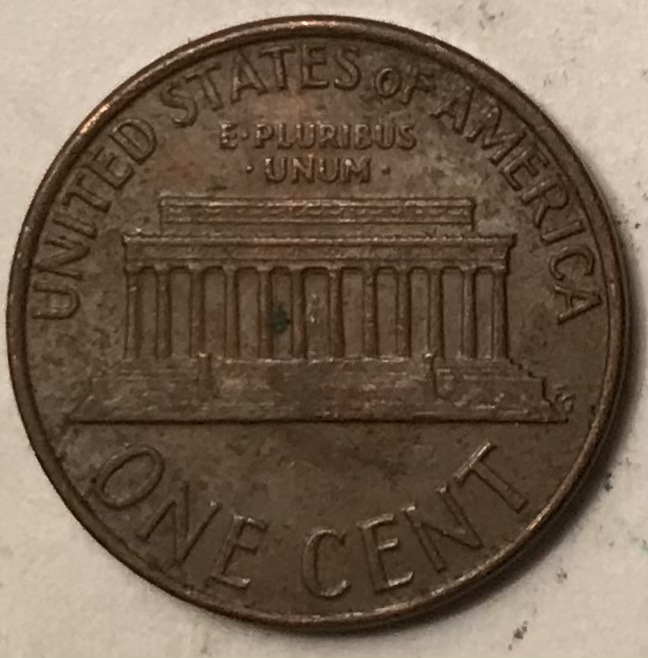 UNITED STATES OF AMERICA
E·PLURIBUS
·UNUM·
ONE CENT